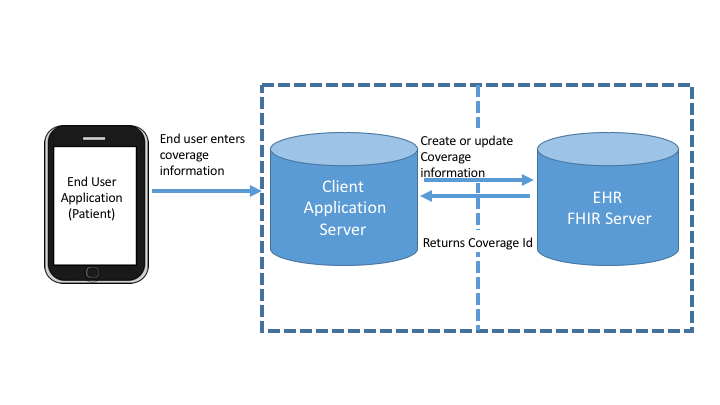 End User
Application
(Patient)
End user enters
coverage
information
Client
Application
Server
Create or update
Coverage
information
Returns Coverage Id
EHR
FHIR Server